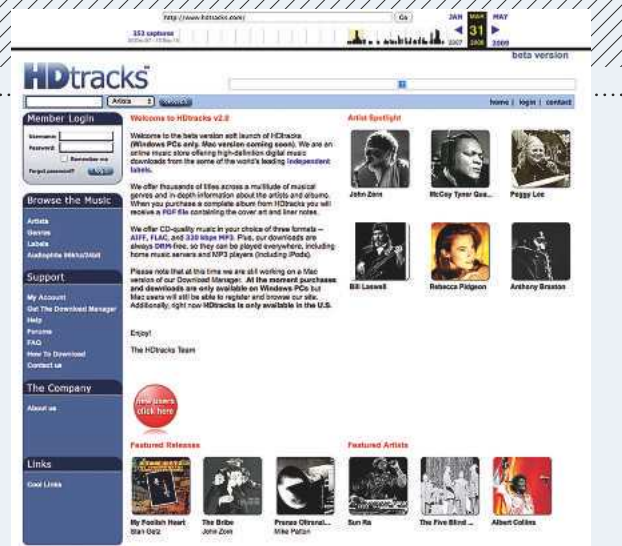 http://www.hdtracks.com/
Go
JAN MAR MAY
353 captures
31
2007 2008 2009
beta version
HDtracks
Artists
home | login | contact
Member Login
Username
Password
Remember me
Forgot password?
Browse the Music
Artists
Genres
Labels
Audiophile 96khz/24bit
Support
My Account
Get The Download Manager
Help
Forums
FAQ
How To Download
Contact us
The Company
About us
Links
Cool Links
Welcome to HDtracks v2.0
Welcome to the beta version soft launch of HDtracks
(Windows PCs only. Mac version coming soon). We are an
online music store offering high-definition digital music
downloads from the some of the world's leading independent
labels.
We offer thousands of titles across a multitude of musical
genres and in-depth information about the artists and albums.
When you purchase a complete album from HDtracks you will
receive a PDF file containing the cover art and liner notes.
We offer CD-quality music in your choice of three formats –
AIFF, FLAC, and 320 kbps MP3. Plus, our downloads are
always DRM-free, so they can be played everywhere, including
home music servers and MP3 players (including iPods).
Please note that at this time we are still working on a Mac
version of our Download Manager. At the moment purchases
and downloads are only available on Windows PCs but
Mac users will still be able to register and browse our site.
Additionally, right now HDtracks is only available in the U.S.
Enjoy!
The HDtracks Team
new users
click here
Artist Spotlight
John Zorn
McCoy Tyner Qua...
Peggy Lee
Bill Laswell
Rebecca Pidgeon
Anthony Braxton
Featured Releases
My Foolish Heart
Stan Getz
The Bribe
John Zorn
Mike Patton
Featured Artists
Sun Ra
The Five Blind ...
Albert Collins